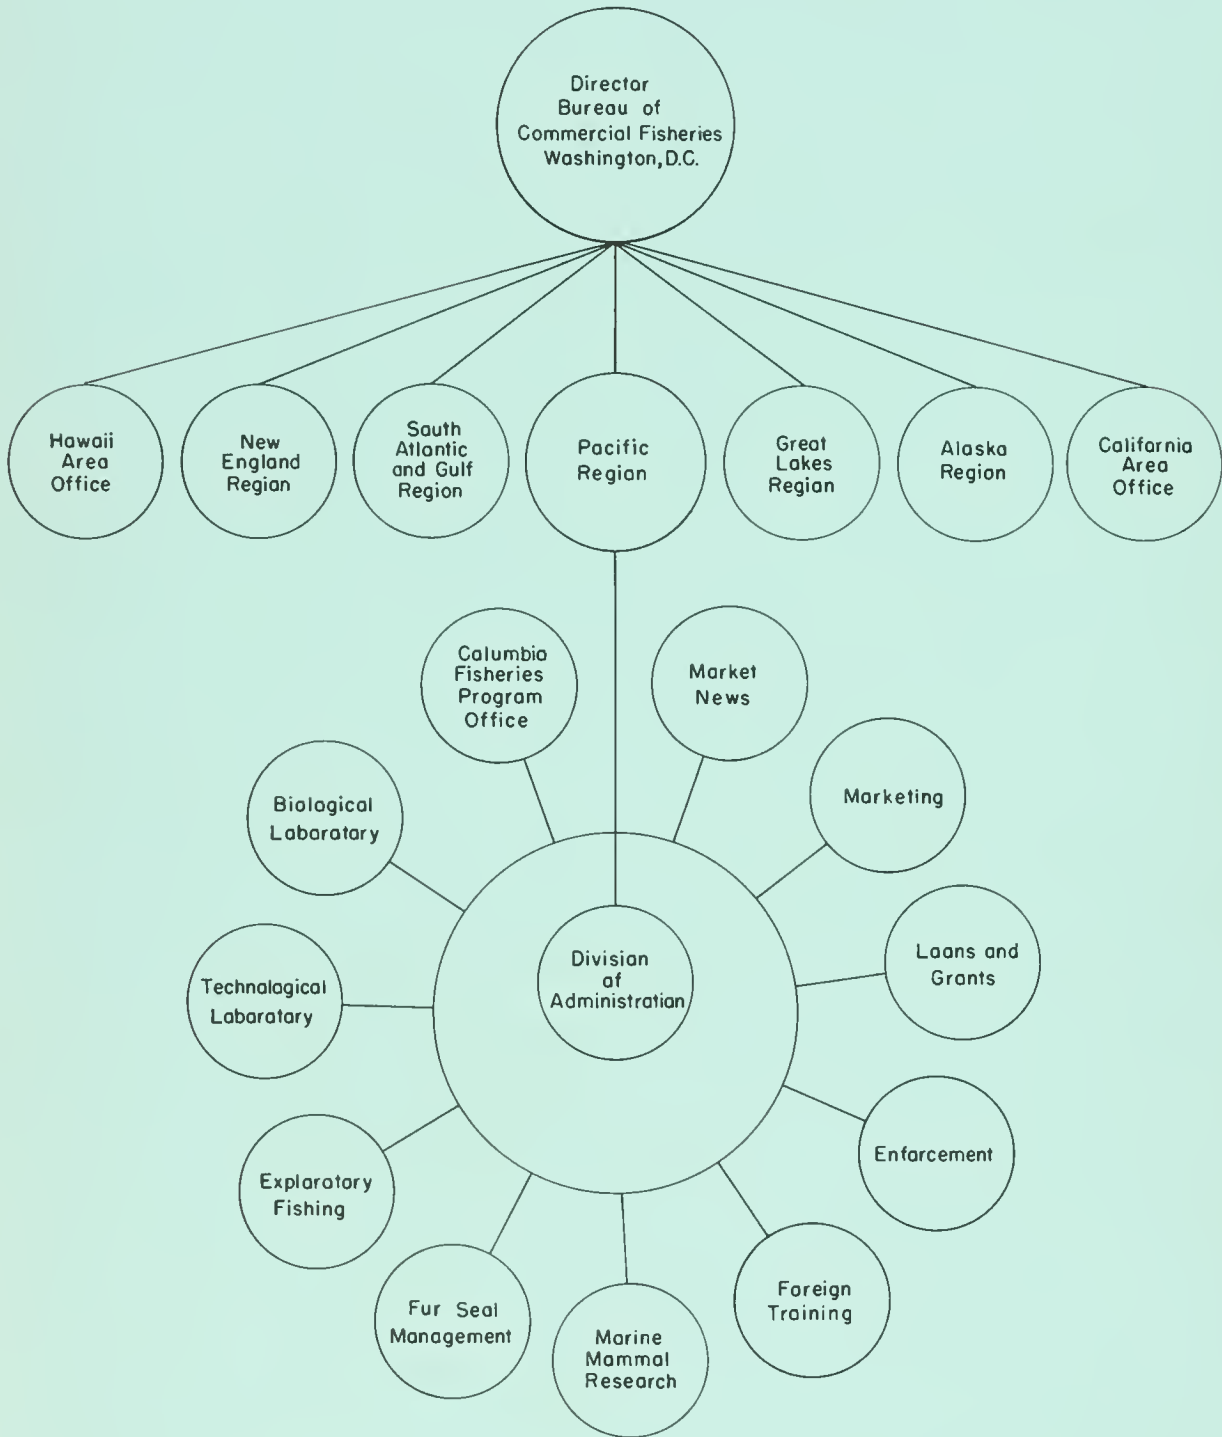 Director
Bureau of
Commercial Fisheries
Washington, D.C.
Hawaii
Area
Office
New
England
Region
South
Atlantic
and Gulf
Region
Pacific
Region
Great
Lakes
Region
Alaska
Region
California
Area
Office
Columbia
Fisheries
Program
Office
Market
News
Biological
Laboratory
Marketing
Technological
Laboratory
Division
of
Administration
Loans and
Grants
Exploratory
Fishing
Enforcement
Fur Seal
Management
Marine
Mammal
Research
Foreign
Training